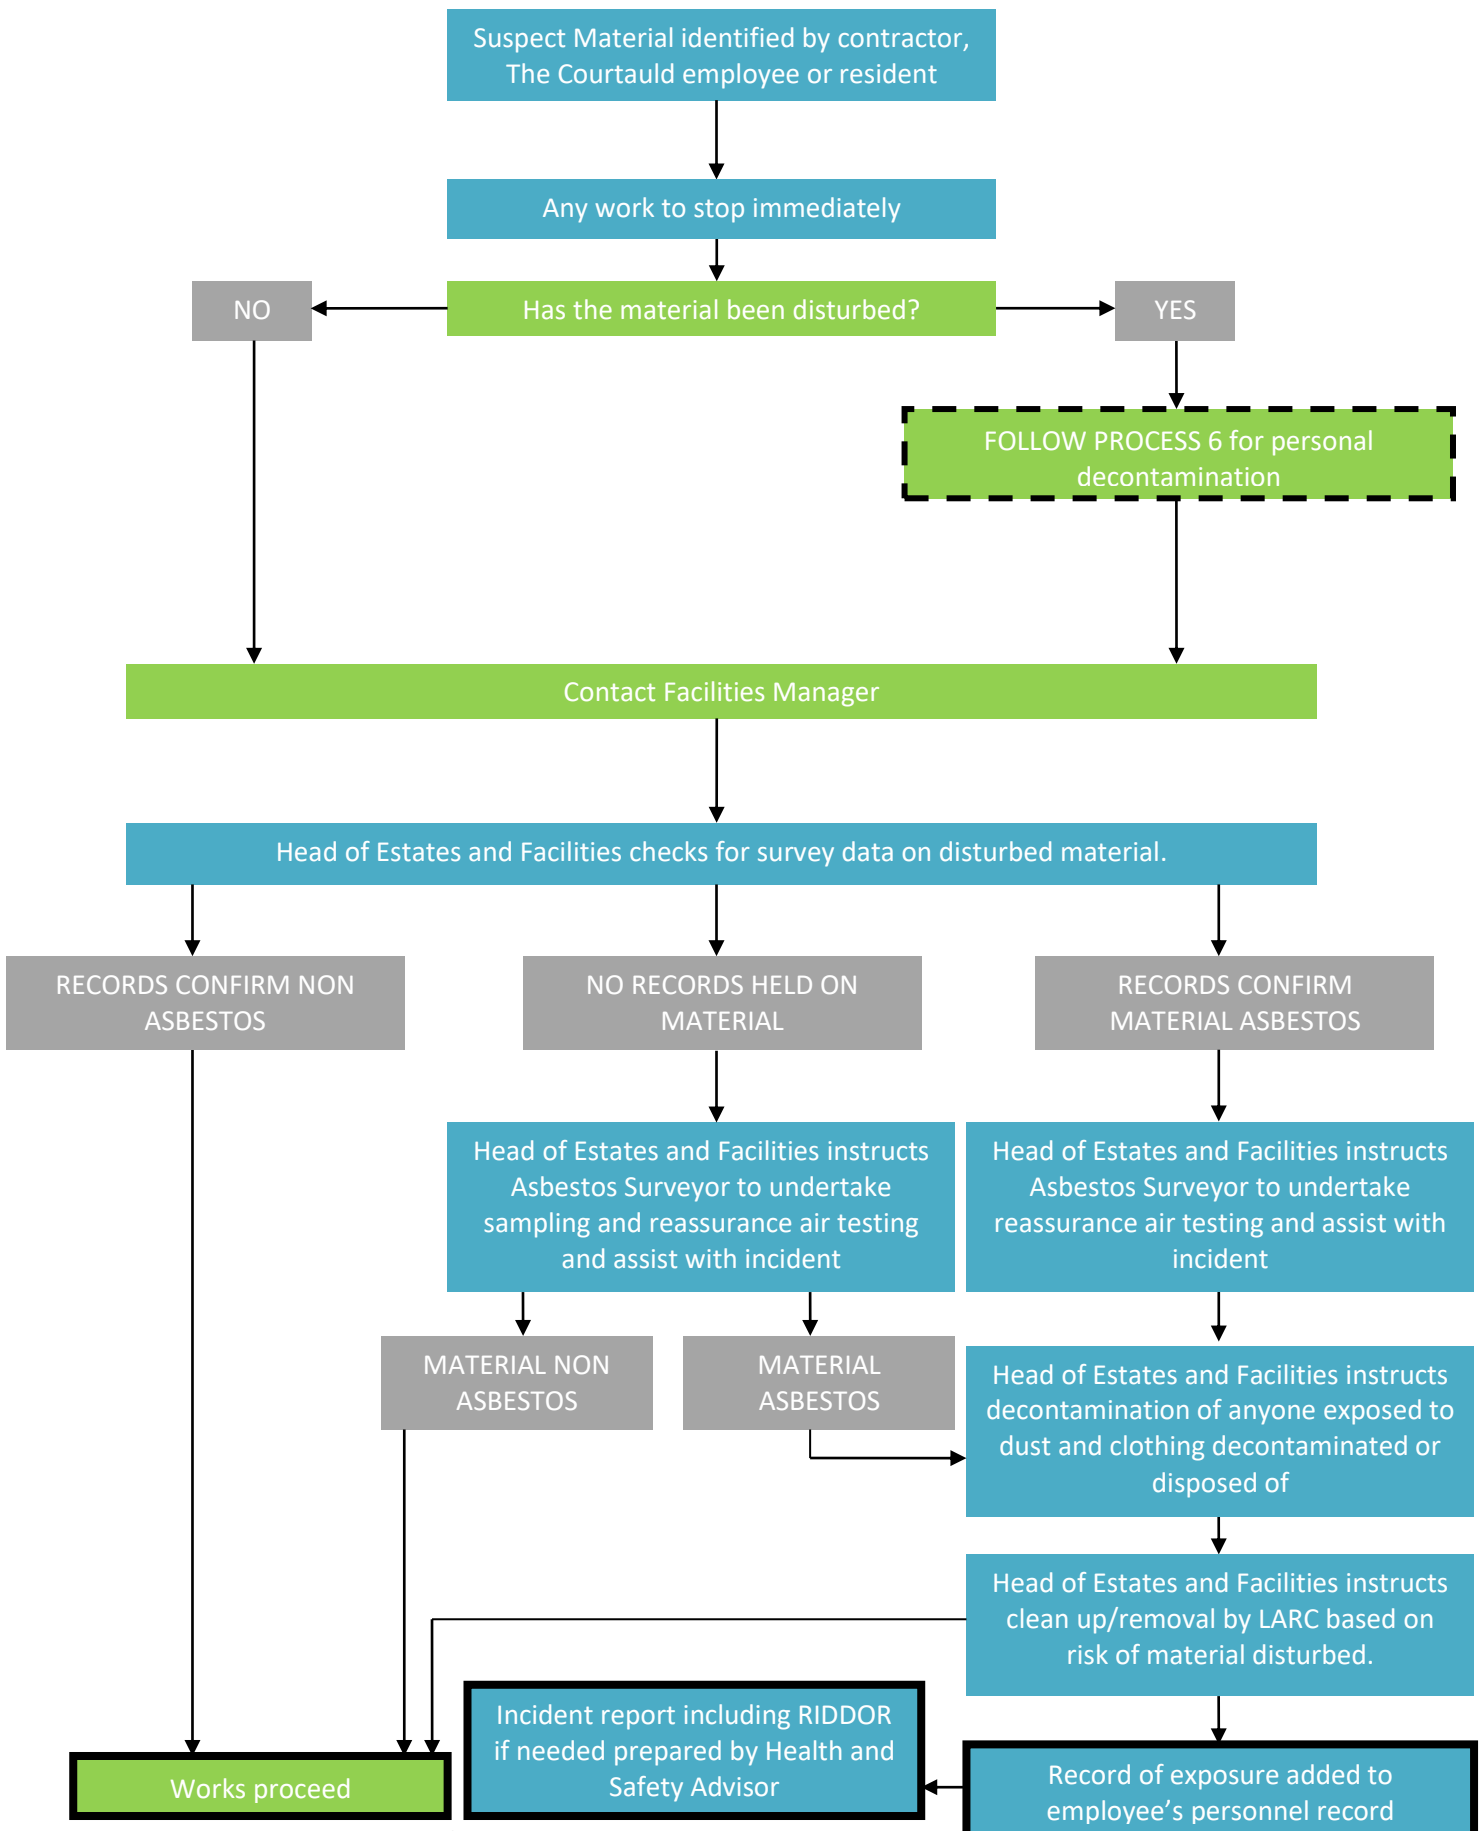 Suspect Material identified by contractor,
The Courtauld employee or resident
Any work to stop immediately
NO
Has the material been disturbed?
YES
FOLLOW PROCESS 6 for personal
decontamination
Contact Facilities Manager
Head of Estates and Facilities checks for survey data on disturbed material.
RECORDS CONFIRM NON
ASBESTOS
NO RECORDS HELD ON
MATERIAL
RECORDS CONFIRM
MATERIAL ASBESTOS
Head of Estates and Facilities instructs
Asbestos Surveyor to undertake
sampling and reassurance air testing
and assist with incident
Head of Estates and Facilities instructs
Asbestos Surveyor to undertake
reassurance air testing and assist with
incident
MATERIAL NON
ASBESTOS
MATERIAL
ASBESTOS
Head of Estates and Facilities instructs
decontamination of anyone exposed to
dust and clothing decontaminated or
disposed of
Head of Estates and Facilities instructs
clean up/removal by LARC based on
risk of material disturbed.
Incident report including RIDDOR
if needed prepared by Health and
Safety Advisor
Works proceed
Record of exposure added to
employee's personnel record